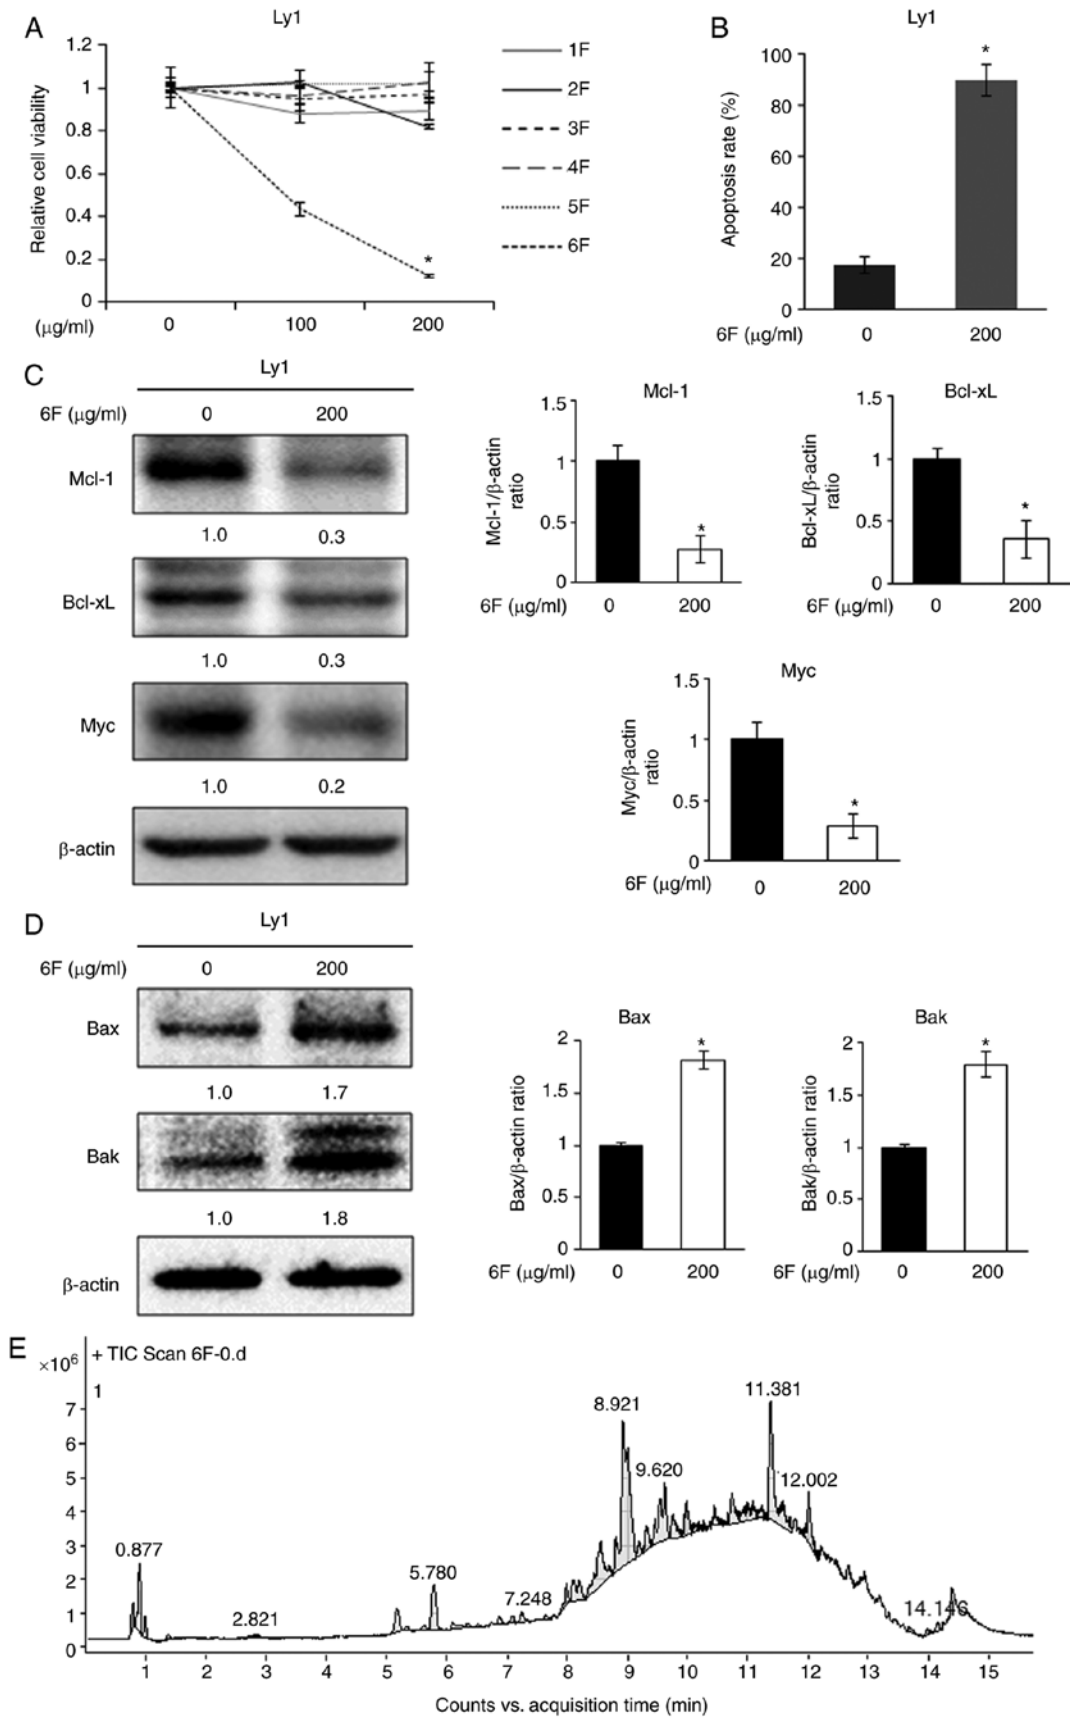 A
Ly1
Relative cell viability
1.2
1
0.8
0.6
0.4
0.2
0
*
(μg/ml)
0 100 200
1F
2F
3F
4F
5F
6F
B
Ly1
Apoptosis rate (%)
100
80
60
40
20
0
*
6F (μg/ml) 0 200
C
Ly1
6F (μg/ml) 0 200
Mcl-1
1.0 0.3
Bcl-xL
1.0 0.3
Myc
1.0 0.2
β-actin
Mcl-1
Mcl-1/β-actin
ratio
1.5
1
0.5
0
*
6F (μg/ml) 0 200
Bcl-xL
Bcl-xL/β-actin
ratio
1.5
1
0.5
0
*
6F (μg/ml) 0 200
Myc
Myc/β-actin
ratio
1.5
1
0.5
0
*
6F (μg/ml) 0 200
D
Ly1
6F (μg/ml) 0 200
Bax
1.0 1.7
Bak
1.0 1.8
β-actin
Bax
Bax/β-actin ratio
2
1.5
1
0.5
0
*
6F (μg/ml) 0 200
Bak
Bak/β-actin ratio
2
1.5
1
0.5
0
*
6F (μg/ml) 0 200
E
×10⁶
+ TIC Scan 6F-0.d
1
7
6
5
4
3
2
1
0
0.877
2.821
5.780
7.248
8.921
9.620
11.381
12.002
14.146
1 2 3 4 5 6 7 8 9 10 11 12 13 14 15
Counts vs. acquisition time (min)